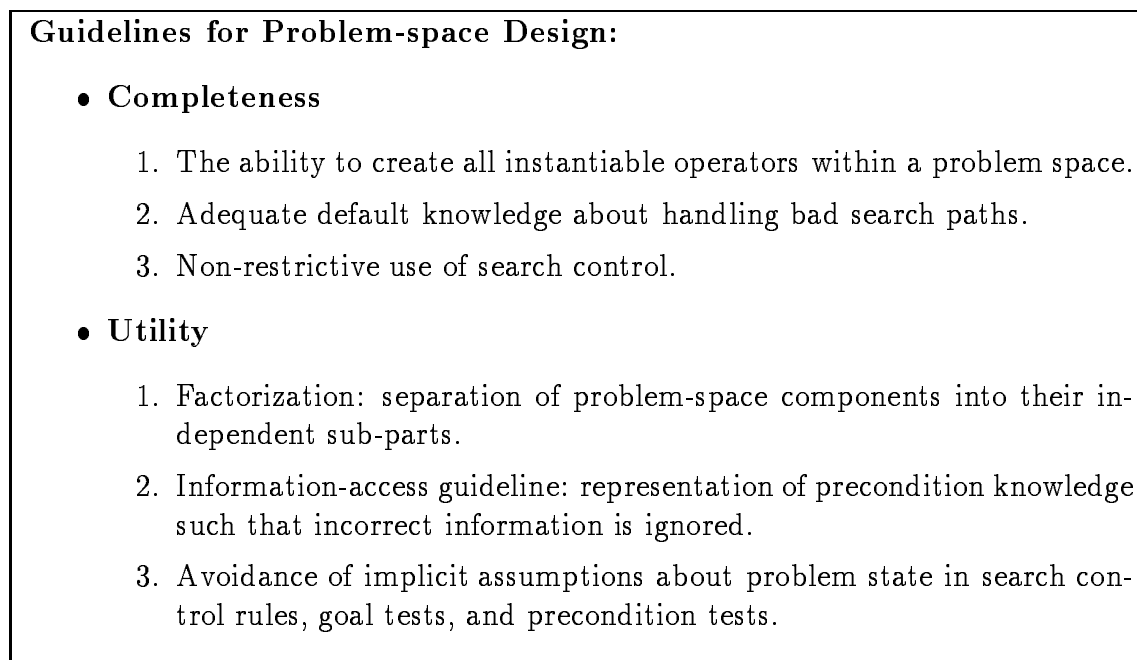 Guidelines for Problem-space Design:
• Completeness
1. The ability to create all instantiable operators within a problem space.
2. Adequate default knowledge about handling bad search paths.
3. Non-restrictive use of search control.
• Utility
1. Factorization: separation of problem-space components into their in-
dependent sub-parts.
2. Information-access guideline: representation of precondition knowledge
such that incorrect information is ignored.
3. Avoidance of implicit assumptions about problem state in search con-
trol rules, goal tests, and precondition tests.